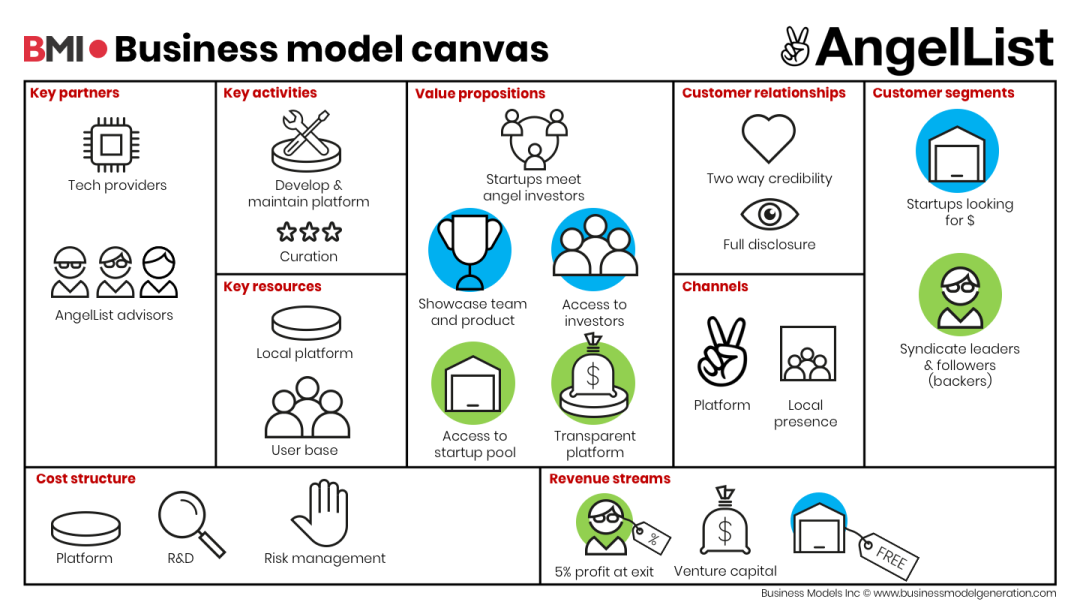 BMI Business model canvas
AngelList
Key partners
Tech providers
AngelList advisors
Key activities
Develop &
maintain platform
Curation
Key resources
Local platform
User base
Value propositions
Startups meet
angel investors
Showcase team
and product
Access to
investors
$
Access to
startup pool
Transparent
platform
Customer relationships
Two way credibility
Full disclosure
Channels
Platform
Local
presence
Customer segments
Startups looking
for $
Syndicate leaders
& followers
(backers)
Cost structure
Platform
R&D
Risk management
Revenue streams
%
5% profit at exit
$
Venture capital
FREE
Business Models Inc © www.businessmodelgeneration.com